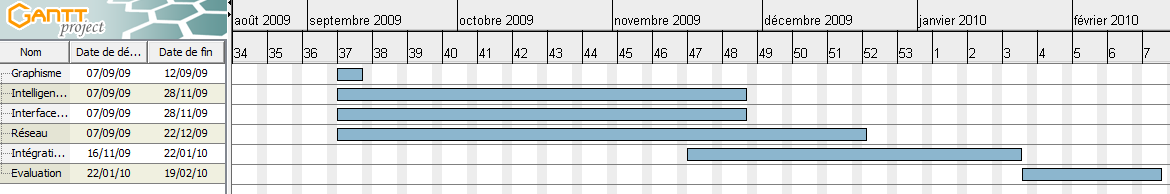 GANTT
project
août 2009 septembre 2009 octobre 2009 novembre 2009 décembre 2009 janvier 2010 février 2010
Nom Date de dé... Date de fin 34 35 36 37 38 39 40 41 42 43 44 45 46 47 48 49 50 51 52 53 1 2 3 4 5 6 7
Graphisme 07/09/09 12/09/09
Intelligen... 07/09/09 28/11/09
Interface... 07/09/09 28/11/09
Réseau 07/09/09 22/12/09
Intégrati... 16/11/09 22/01/10
Evaluation 22/01/10 19/02/10